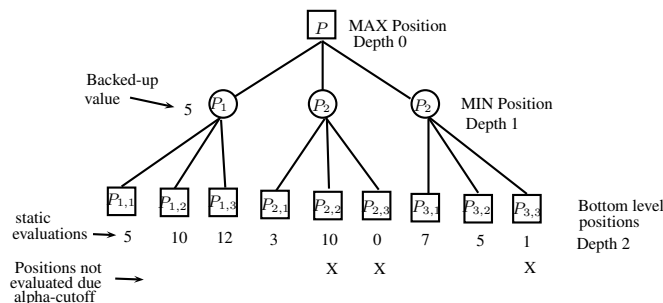 P MAX Position
Depth 0
Backed-up
value
5 P1 P2 P2 MIN Position
Depth 1
P1,1 P1,2 P1,3 P2,1 P2,2 P2,3 P3,1 P3,2 P3,3 Bottom level
positions
static
evaluations 5 10 12 3 10 0 7 5 1 Depth 2
Positions not
evaluated due
alpha-cutoff X X X